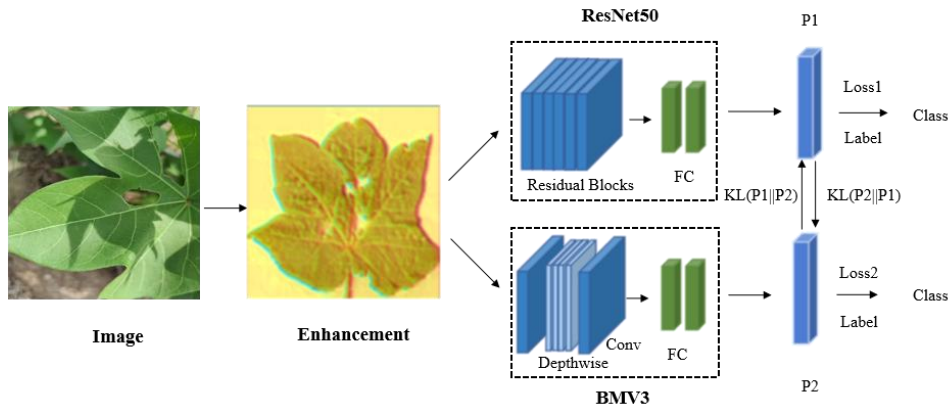 ResNet50
P1
Residual Blocks
FC
Loss1
Label
Class
KL(P1||P2)
KL(P2||P1)
Image
Enhancement
Depthwise
Conv
FC
BMV3
Loss2
Label
Class
P2